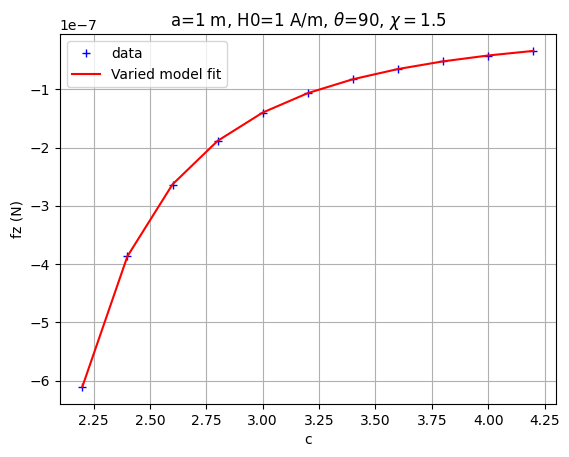 a=1 m, H0=1 A/m, θ=90, χ = 1.5
1e−7
data
Varied model fit
−1
−2
−3
−4
−5
−6
fz (N)
2.25 2.50 2.75 3.00 3.25 3.50 3.75 4.00 4.25
c